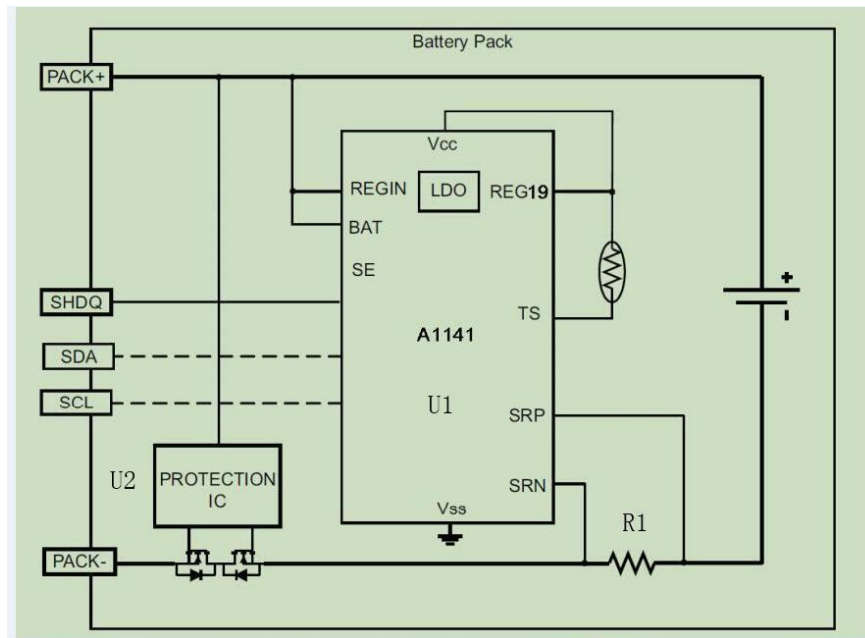 Battery Pack
PACK+
Vcc
REGIN
LDO
REG19
BAT
SE
+
-
SHDQ
TS
A1141
SDA
SCL
U1
SRP
U2
PROTECTION
IC
SRN
Vss
R1
PACK-